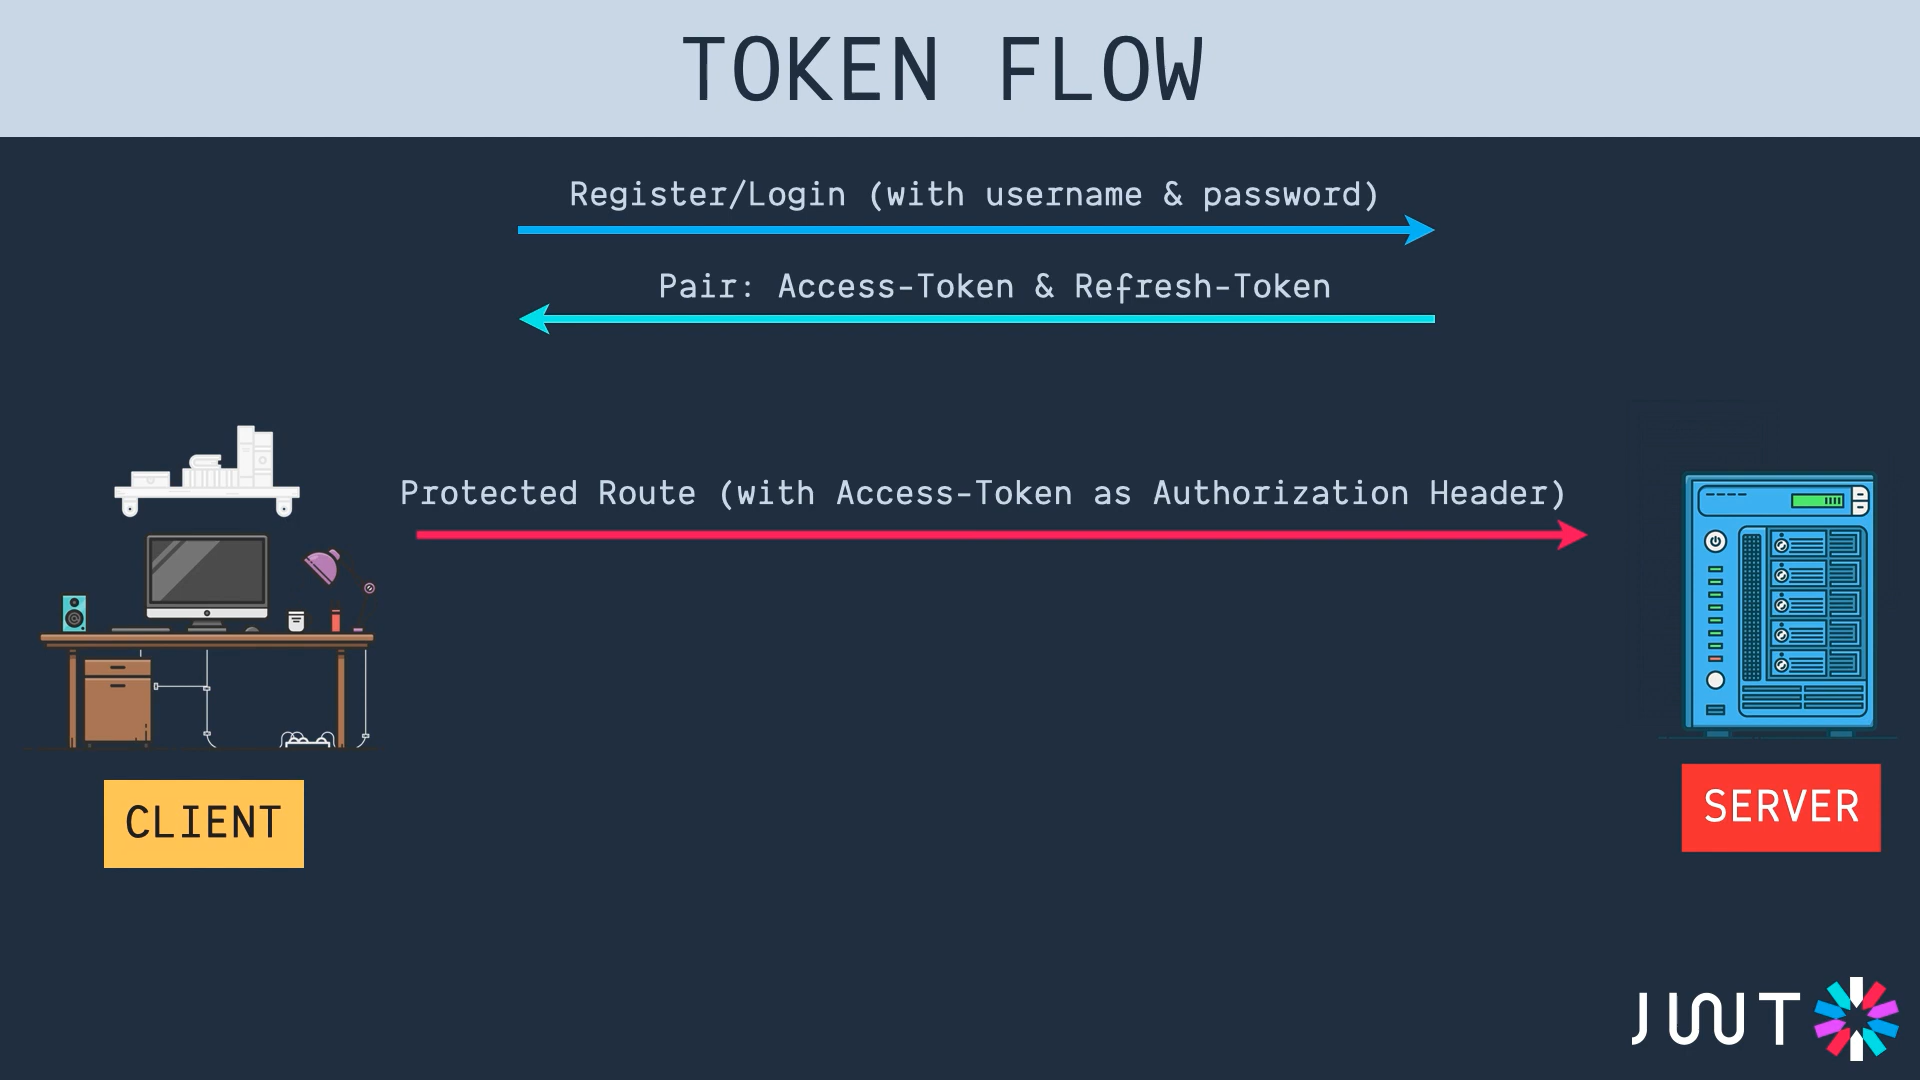 TOKEN FLOW
Register/Login (with username & password)
Pair: Access-Token & Refresh-Token
Protected Route (with Access-Token as Authorization Header)
CLIENT
SERVER
JWT